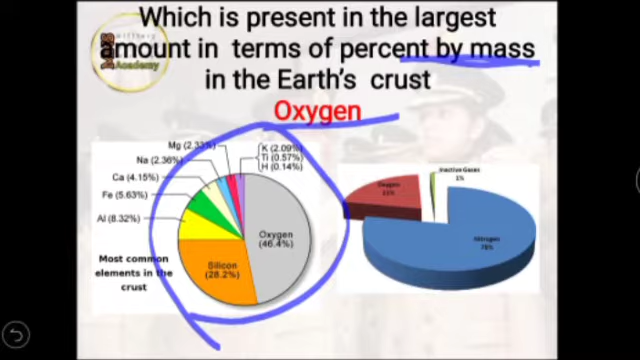 Which is present in the largest
amount in terms of percent by mass
in the Earth's crust
Oxygen
Academy
Mg (2.33%)
Na (2.36%)
Ca (4.15%)
Fe (5.63%)
Al (8.32%)
K (2.09%)
Ti (0.57%)
H (0.14%)
Oxygen
(46.4%)
Silicon
(28.2%)
Most common
elements in the
crust
Inactive Gases
1%
Oxygen
Nitrogen
78%